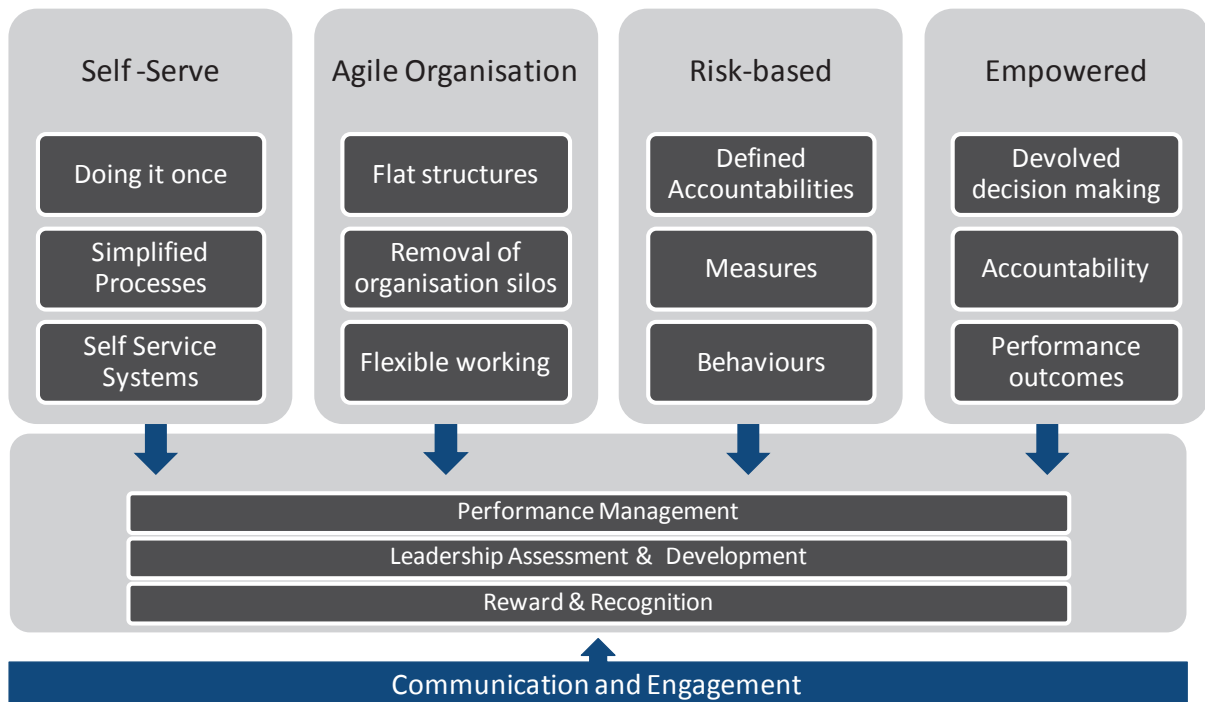 Self -Serve
Doing it once
Simplified
Processes
Self Service
Systems
Agile Organisation
Flat structures
Removal of
organisation silos
Flexible working
Risk-based
Defined
Accountabilities
Measures
Behaviours
Empowered
Devolved
decision making
Accountability
Performance
outcomes
Performance Management
Leadership Assessment & Development
Reward & Recognition
Communication and Engagement